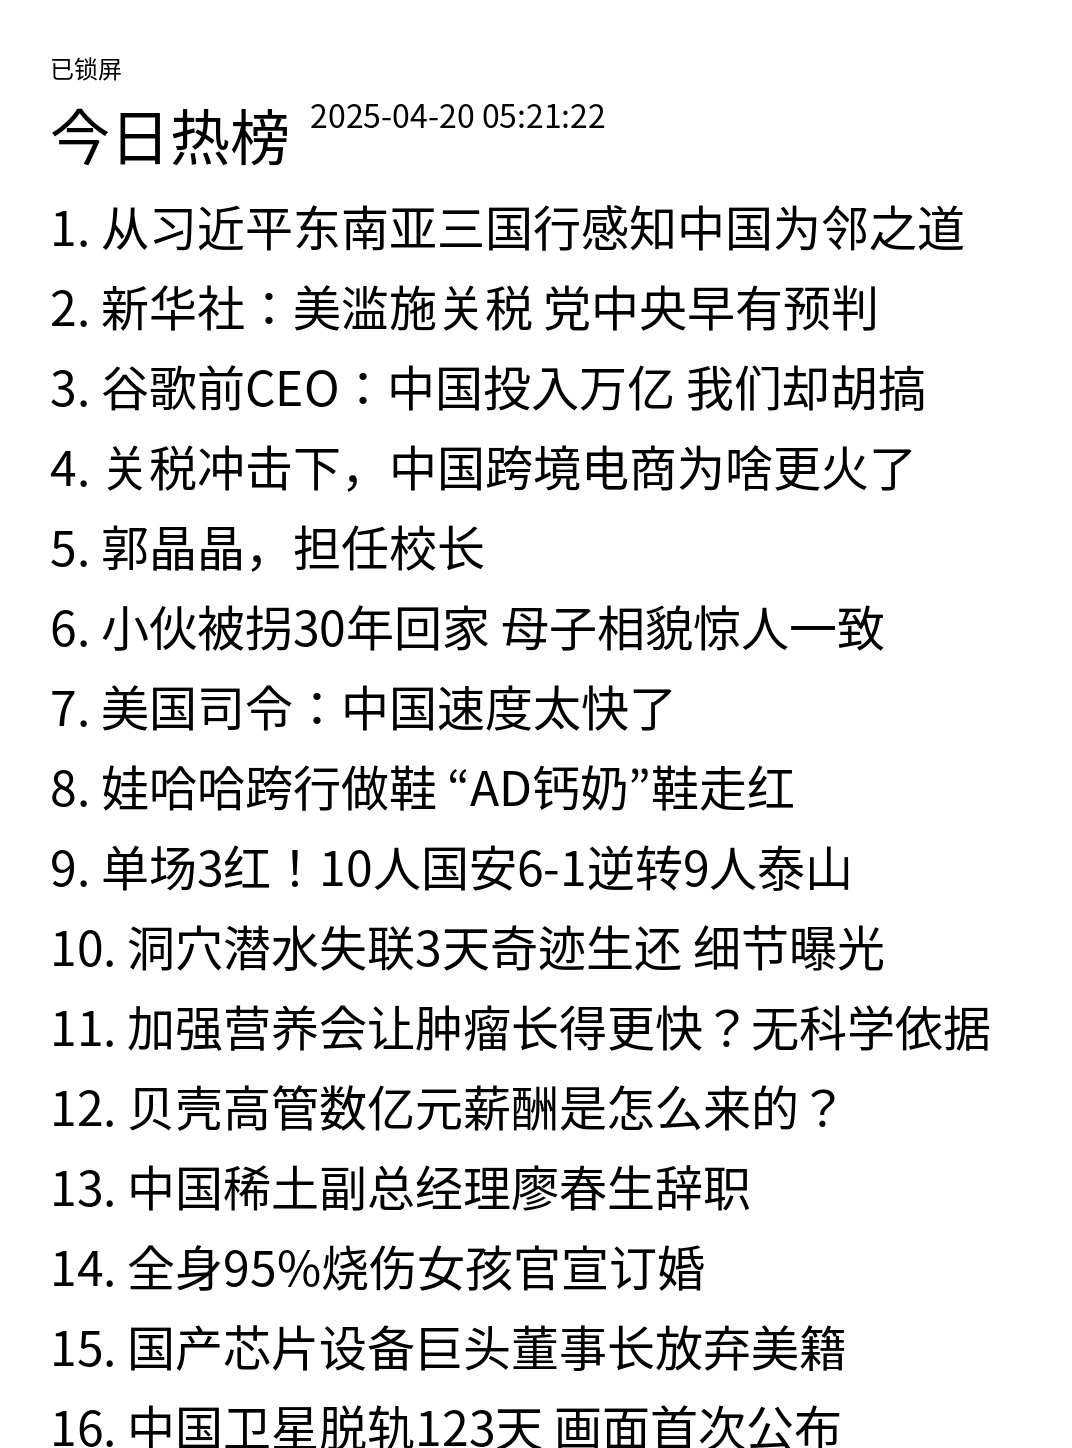 已锁屏
今日热榜 2025-04-20 05:21:22
1. 从习近平东南亚三国行感知中国为邻之道
2. 新华社：美滥施关税 党中央早有预判
3. 谷歌前CEO：中国投入万亿 我们却胡搞
4. 关税冲击下，中国跨境电商为啥更火了
5. 郭晶晶，担任校长
6. 小伙被拐30年回家 母子相貌惊人一致
7. 美国司令：中国速度太快了
8. 娃哈哈跨行做鞋 “AD钙奶”鞋走红
9. 单场3红！10人国安6-1逆转9人泰山
10. 洞穴潜水失联3天奇迹生还 细节曝光
11. 加强营养会让肿瘤长得更快？无科学依据
12. 贝壳高管数亿元薪酬是怎么来的？
13. 中国稀土副总经理廖春生辞职
14. 全身95%烧伤女孩官宣订婚
15. 国产芯片设备巨头董事长放弃美籍
16. 中国卫星脱轨123天 画面首次公布